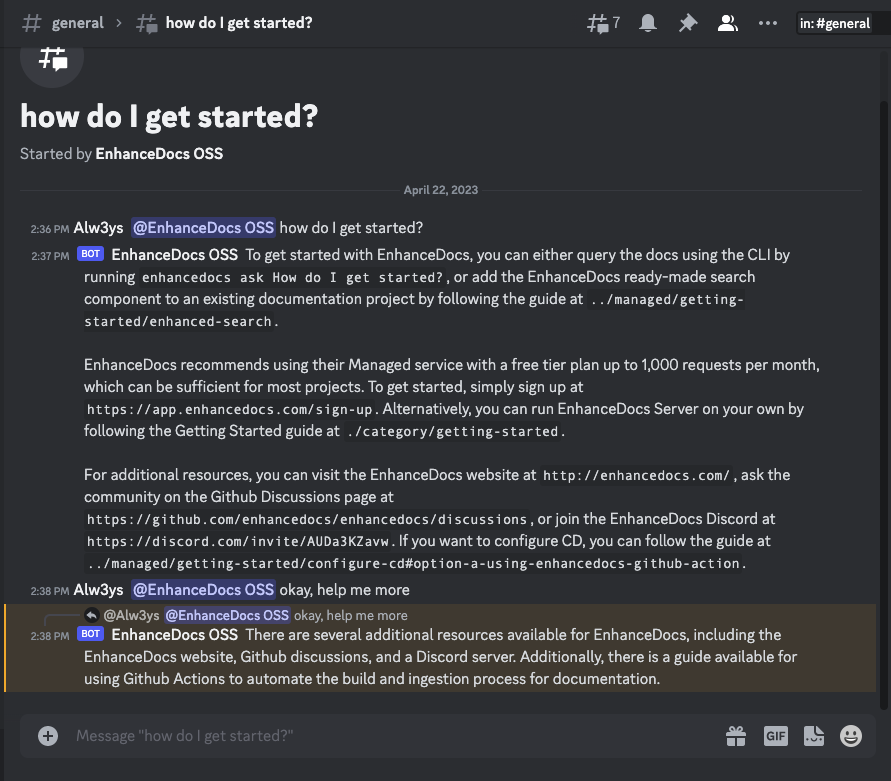 general › how do I get started? 7 in: #general
how do I get started?
Started by EnhanceDocs OSS
April 22, 2023
2:36 PM Alw3ys @EnhanceDocs OSS how do I get started?
2:37 PM BOT EnhanceDocs OSS To get started with EnhanceDocs, you can either query the docs using the CLI by
running enhancedocs ask How do I get started?, or add the EnhanceDocs ready-made search
component to an existing documentation project by following the guide at ../managed/getting-
started/enhanced-search.
EnhanceDocs recommends using their Managed service with a free tier plan up to 1,000 requests per month,
which can be sufficient for most projects. To get started, simply sign up at
https://app.enhancedocs.com/sign-up. Alternatively, you can run EnhanceDocs Server on your own by
following the Getting Started guide at ./category/getting-started.
For additional resources, you can visit the EnhanceDocs website at http://enhancedocs.com/, ask the
community on the Github Discussions page at
https://github.com/enhancedocs/enhancedocs/discussions, or join the EnhanceDocs Discord at
https://discord.com/invite/AUDa3KZavw. If you want to configure CD, you can follow the guide at
../managed/getting-started/configure-cd#option-a-using-enhancedocs-github-action.
2:38 PM Alw3ys @EnhanceDocs OSS okay, help me more
@Alw3ys @EnhanceDocs OSS okay, help me more
2:38 PM BOT EnhanceDocs OSS There are several additional resources available for EnhanceDocs, including the
EnhanceDocs website, Github discussions, and a Discord server. Additionally, there is a guide available for
using Github Actions to automate the build and ingestion process for documentation.
Message "how do I get started?" GIF